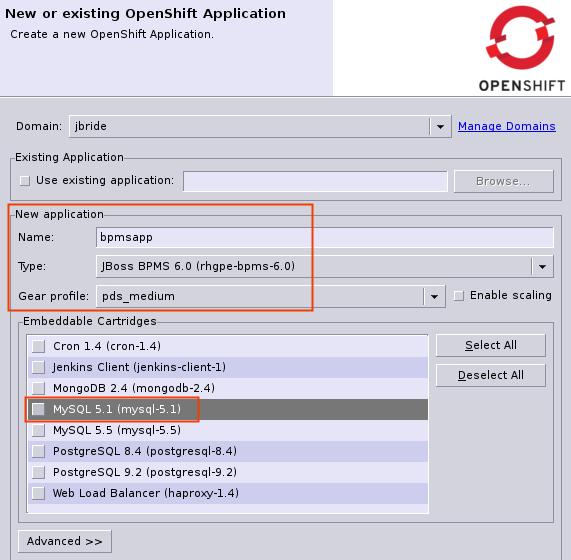 New or existing OpenShift Application
Create a new OpenShift Application.
OPENSHIFT
Domain: jbride Manage Domains
Existing Application
Use existing application: Browse...
New application
Name: bpmsapp
Type: JBoss BPMS 6.0 (rhgpe-bpms-6.0)
Gear profile: pds_medium Enable scaling
Embeddable Cartridges
Cron 1.4 (cron-1.4) Select All
Jenkins Client (jenkins-client-1)
MongoDB 2.4 (mongodb-2.4) Deselect All
MySQL 5.1 (mysql-5.1)
MySQL 5.5 (mysql-5.5)
PostgreSQL 8.4 (postgresql-8.4)
PostgreSQL 9.2 (postgresql-9.2)
Web Load Balancer (haproxy-1.4)
Advanced >>